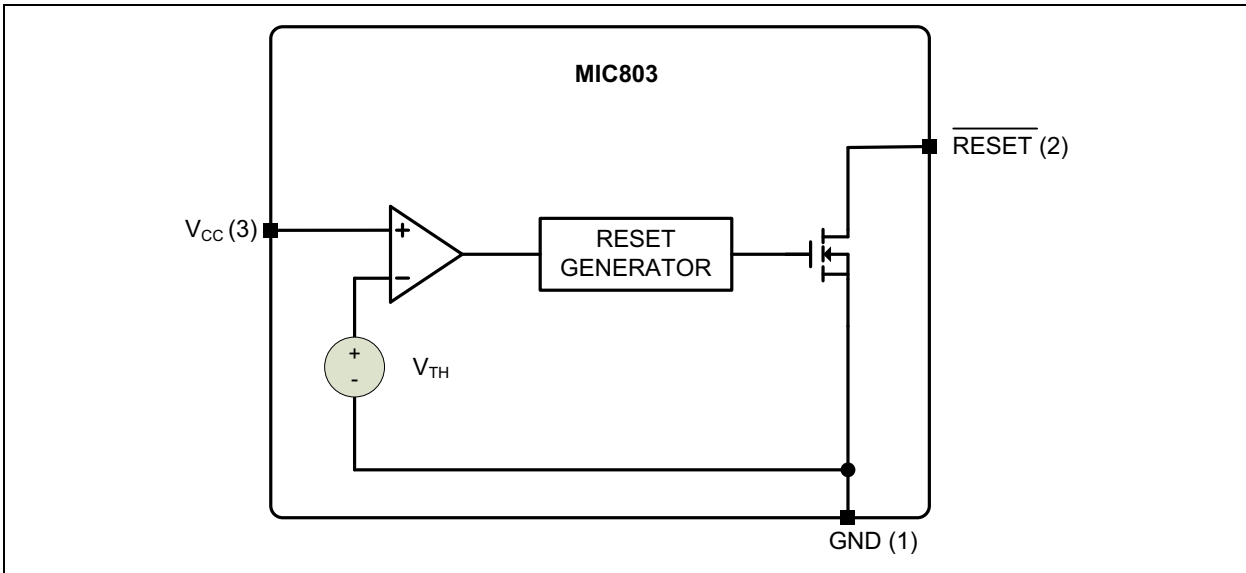 MIC803
RESET (2)
VCC (3)
+
−
RESET
GENERATOR
+
-
VTH
GND (1)